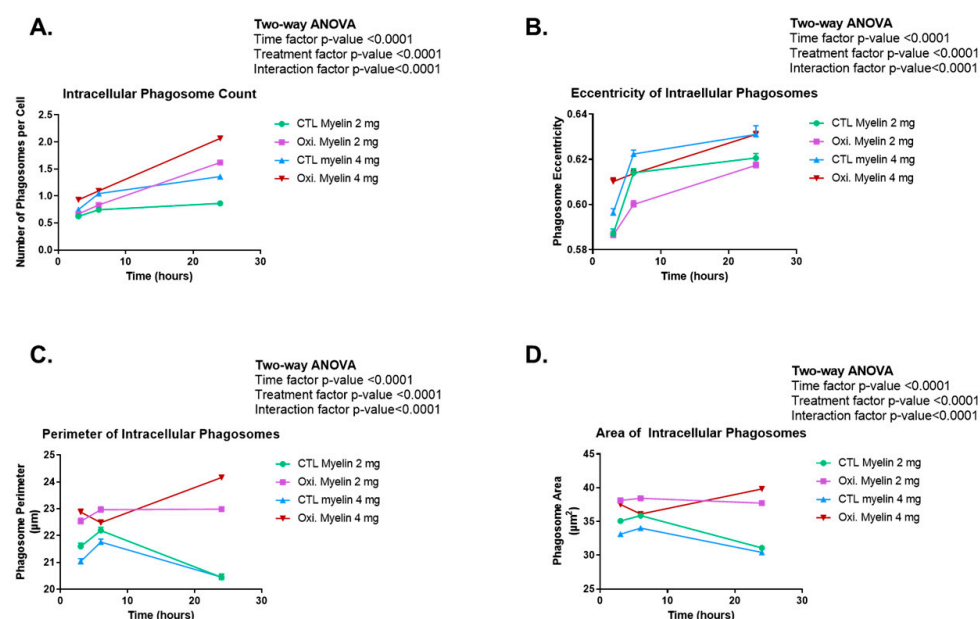 A.
Two-way ANOVA
Time factor p-value <0.0001
Treatment factor p-value <0.0001
Interaction factor p-value<0.0001
Intracellular Phagosome Count
Number of Phagosomes per Cell
2.5
2.0
1.5
1.0
0.5
0.0
0
10
20
30
Time (hours)
CTL Myelin 2 mg
Oxi. Myelin 2 mg
CTL myelin 4 mg
Oxi. Myelin 4 mg
B.
Two-way ANOVA
Time factor p-value <0.0001
Treatment factor p-value <0.0001
Interaction factor p-value<0.0001
Eccentricity of Intraellular Phagosomes
Phagosome Eccentricity
0.64
0.62
0.60
0.58
0
10
20
30
Time (hours)
CTL Myelin 2 mg
Oxi. Myelin 2 mg
CTL myelin 4 mg
Oxi. Myelin 4 mg
C.
Two-way ANOVA
Time factor p-value <0.0001
Treatment factor p-value <0.0001
Interaction factor p-value<0.0001
Perimeter of Intracellular Phagosomes
Phagosome Perimeter
(µm)
25
24
23
22
21
20
0
10
20
30
Time (hours)
CTL Myelin 2 mg
Oxi. Myelin 2 mg
CTL myelin 4 mg
Oxi. Myelin 4 mg
D.
Two-way ANOVA
Time factor p-value <0.0001
Treatment factor p-value <0.0001
Interaction factor p-value<0.0001
Area of Intracellular Phagosomes
Phagosome Area
(µm²)
45
40
35
30
25
0
10
20
30
Time (hours)
CTL Myelin 2 mg
Oxi. Myelin 2 mg
CTL myelin 4 mg
Oxi. Myelin 4 mg